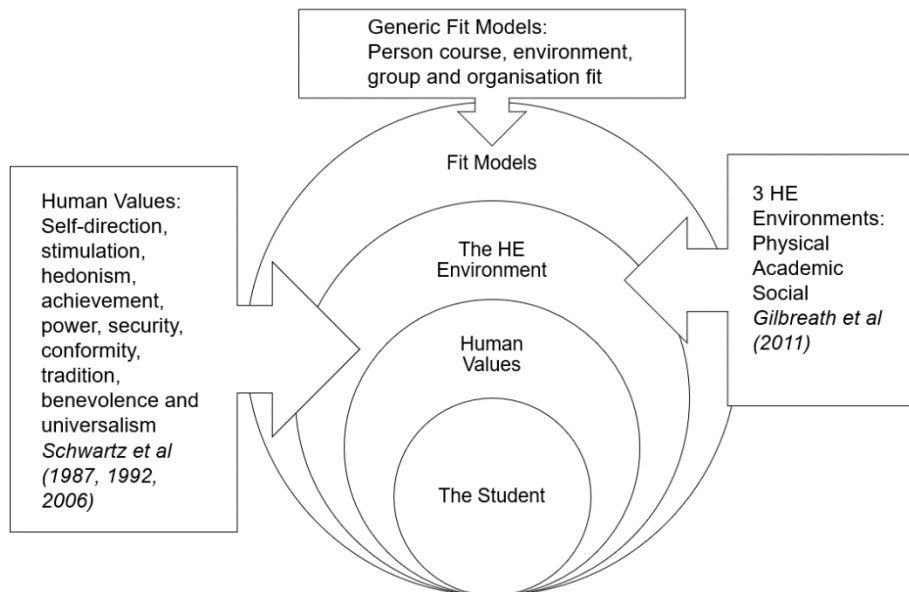 Generic Fit Models:
Person course, environment,
group and organisation fit
Fit Models
Human Values:
Self-direction,
stimulation,
hedonism,
achievement,
power, security,
conformity,
tradition,
benevolence and
universalism
Schwartz et al
(1987, 1992,
2006)
The HE
Environment
Human
Values
The Student
3 HE
Environments:
Physical
Academic
Social
Gilbreath et al
(2011)